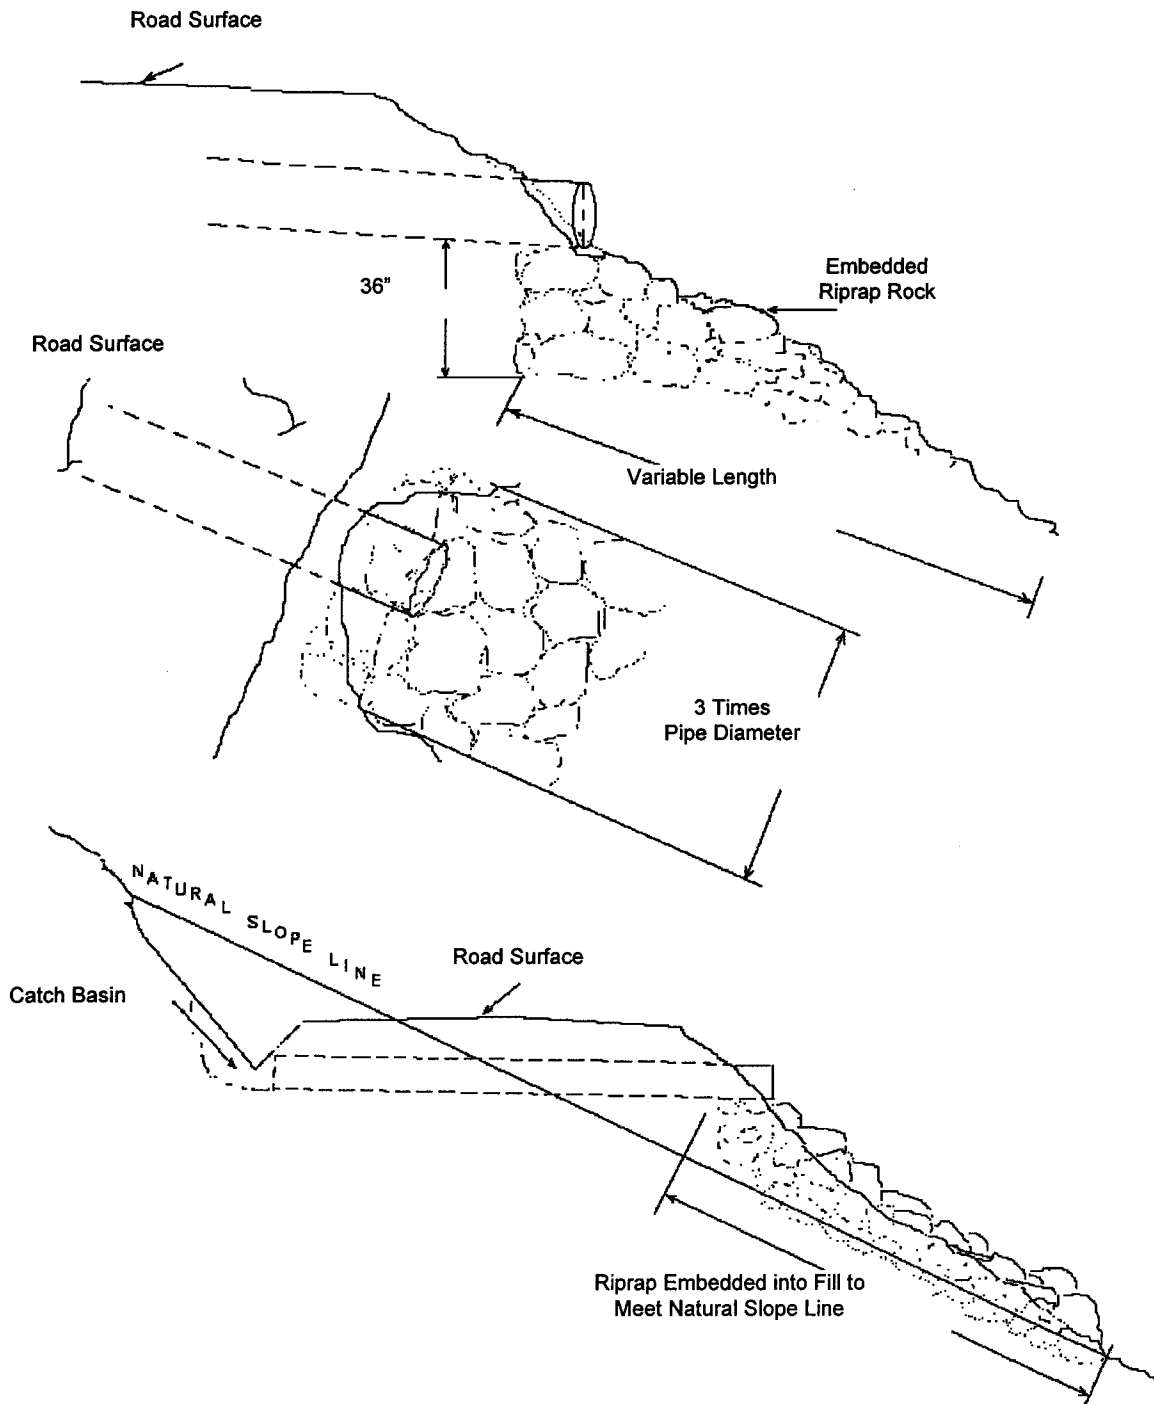 Road Surface
Embedded
Riprap Rock
36"
Road Surface
Variable Length
3 Times
Pipe Diameter
NATURAL SLOPE LINE
Road Surface
Catch Basin
Riprap Embedded into Fill to
Meet Natural Slope Line